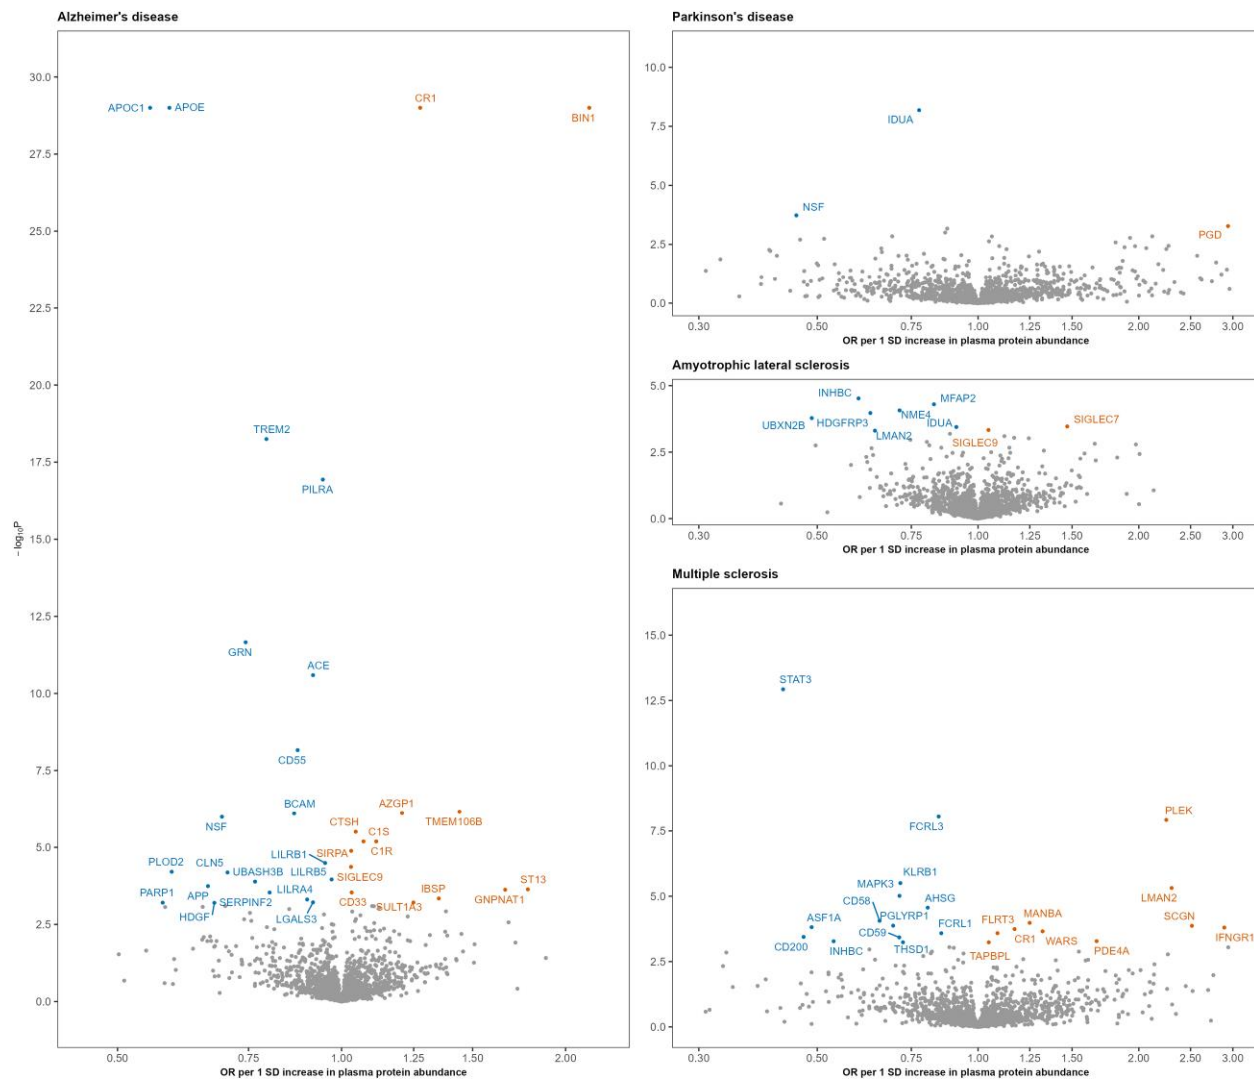 Alzheimer's disease
30.0
APOC1
APOE
CR1
BIN1
27.5
25.0
22.5
20.0
TREM2
17.5
PILRA
15.0
− log10P
12.5
GRN
ACE
10.0
CD55
7.5
NSF
BCAM
AZGP1
TMEM106B
CTSH
C1S
C1R
5.0
SIRPA
LILRB1
PLOD2
CLN5
UBASH3B
LILRB5
SIGLEC9
PARP1
APP
HDGF
SERPINF2
LILRA4
LGALS3
CD33
SULT1A3
IBSP
GNPNAT1
ST13
2.5
0.0
0.50 0.75 1.00 1.25 1.50 2.00
OR per 1 SD increase in plasma protein abundance
Parkinson's disease
10.0
IDUA
7.5
5.0
NSF
PGD
2.5
0.0
0.30 0.50 0.75 1.00 1.25 1.50 2.00 2.50 3.00
OR per 1 SD increase in plasma protein abundance
Amyotrophic lateral sclerosis
5.0
INHBC
MFAP2
UBXN2B
HDGFRP3
NME4
LMAN2
IDUA
SIGLEC9
SIGLEC7
2.5
0.0
0.50 0.75 1.00 1.25 1.50 2.00 2.50 3.00
OR per 1 SD increase in plasma protein abundance
Multiple sclerosis
15.0
STAT3
12.5
10.0
FCRL3
PLEK
7.5
KLRB1
MAPK3
LMAN2
5.0
CD58
AHSG
PGLYRP1
ASF1A
CD200
INHBC
CD59
THSD1
FCRL1
FLRT3
MANBA
CR1
WARS
TAPBPL
PDE4A
SCGN
IFNGR1
2.5
0.0
0.30 0.50 0.75 1.00 1.25 1.50 2.00 2.50 3.00
OR per 1 SD increase in plasma protein abundance